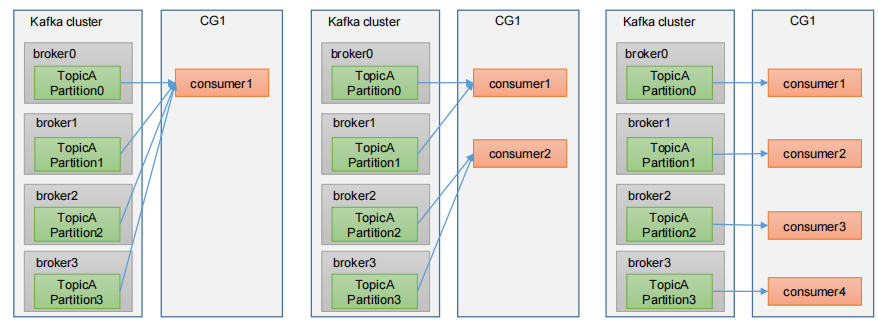 Kafka cluster
CG1
broker0
TopicA
Partition0
consumer1
broker1
TopicA
Partition1
broker2
TopicA
Partition2
broker3
TopicA
Partition3
Kafka cluster
CG1
broker0
TopicA
Partition0
consumer1
broker1
TopicA
Partition1
consumer2
broker2
TopicA
Partition2
broker3
TopicA
Partition3
Kafka cluster
CG1
broker0
TopicA
Partition0
consumer1
broker1
TopicA
Partition1
consumer2
broker2
TopicA
Partition2
consumer3
broker3
TopicA
Partition3
consumer4